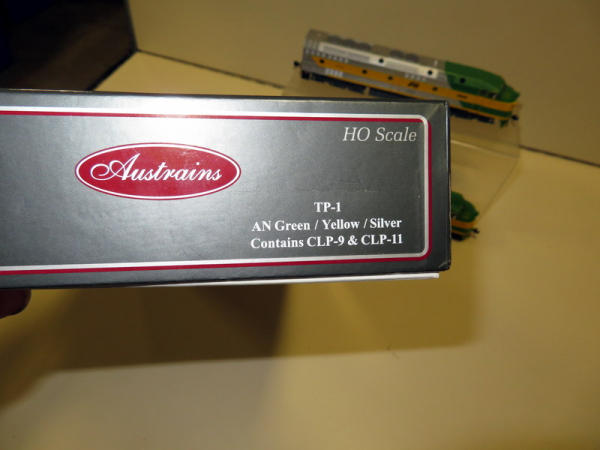 HO Scale
Austrains
TP-1
AN Green / Yellow / Silver
Contains CLP-9 & CLP-11